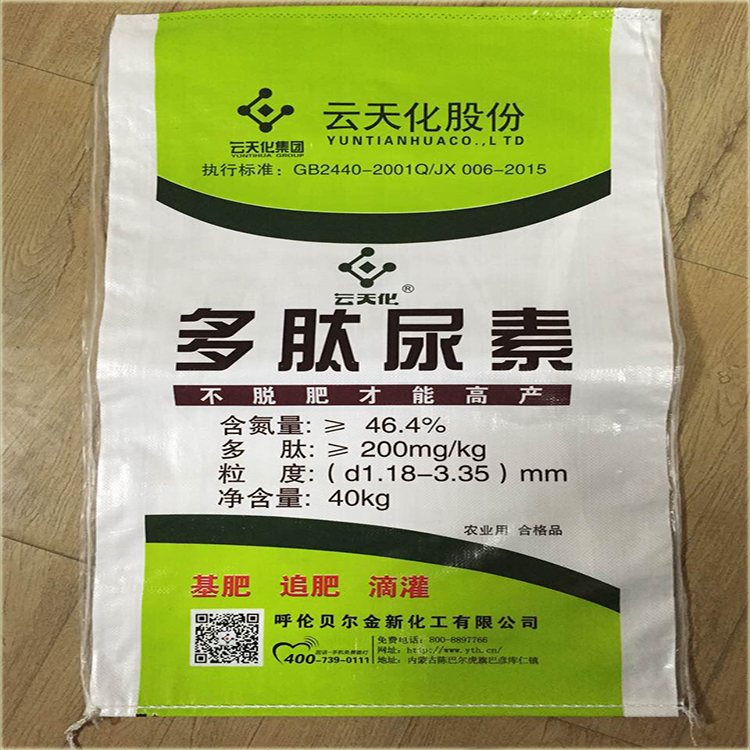 云天化集团
YUNTIHUA GROUP
云天化股份
YUNTIANHUACO.,LTD
执行标准：GB2440-2001Q/JX 006-2015
云天化®
多肽尿素
不脱肥才能高产
含氮量: ≥ 46.4%
多 肽: ≥ 200mg/kg
粒 度:（d1.18-3.35）mm
净含量: 40kg
农业用 合格品
基肥 追肥 滴灌
呼伦贝尔金新化工有限公司
400-739-0111
免费电话: 800-8897766
网址: http://www.yth.cn/
地址: 内蒙古陈巴尔虎旗巴彦库仁镇